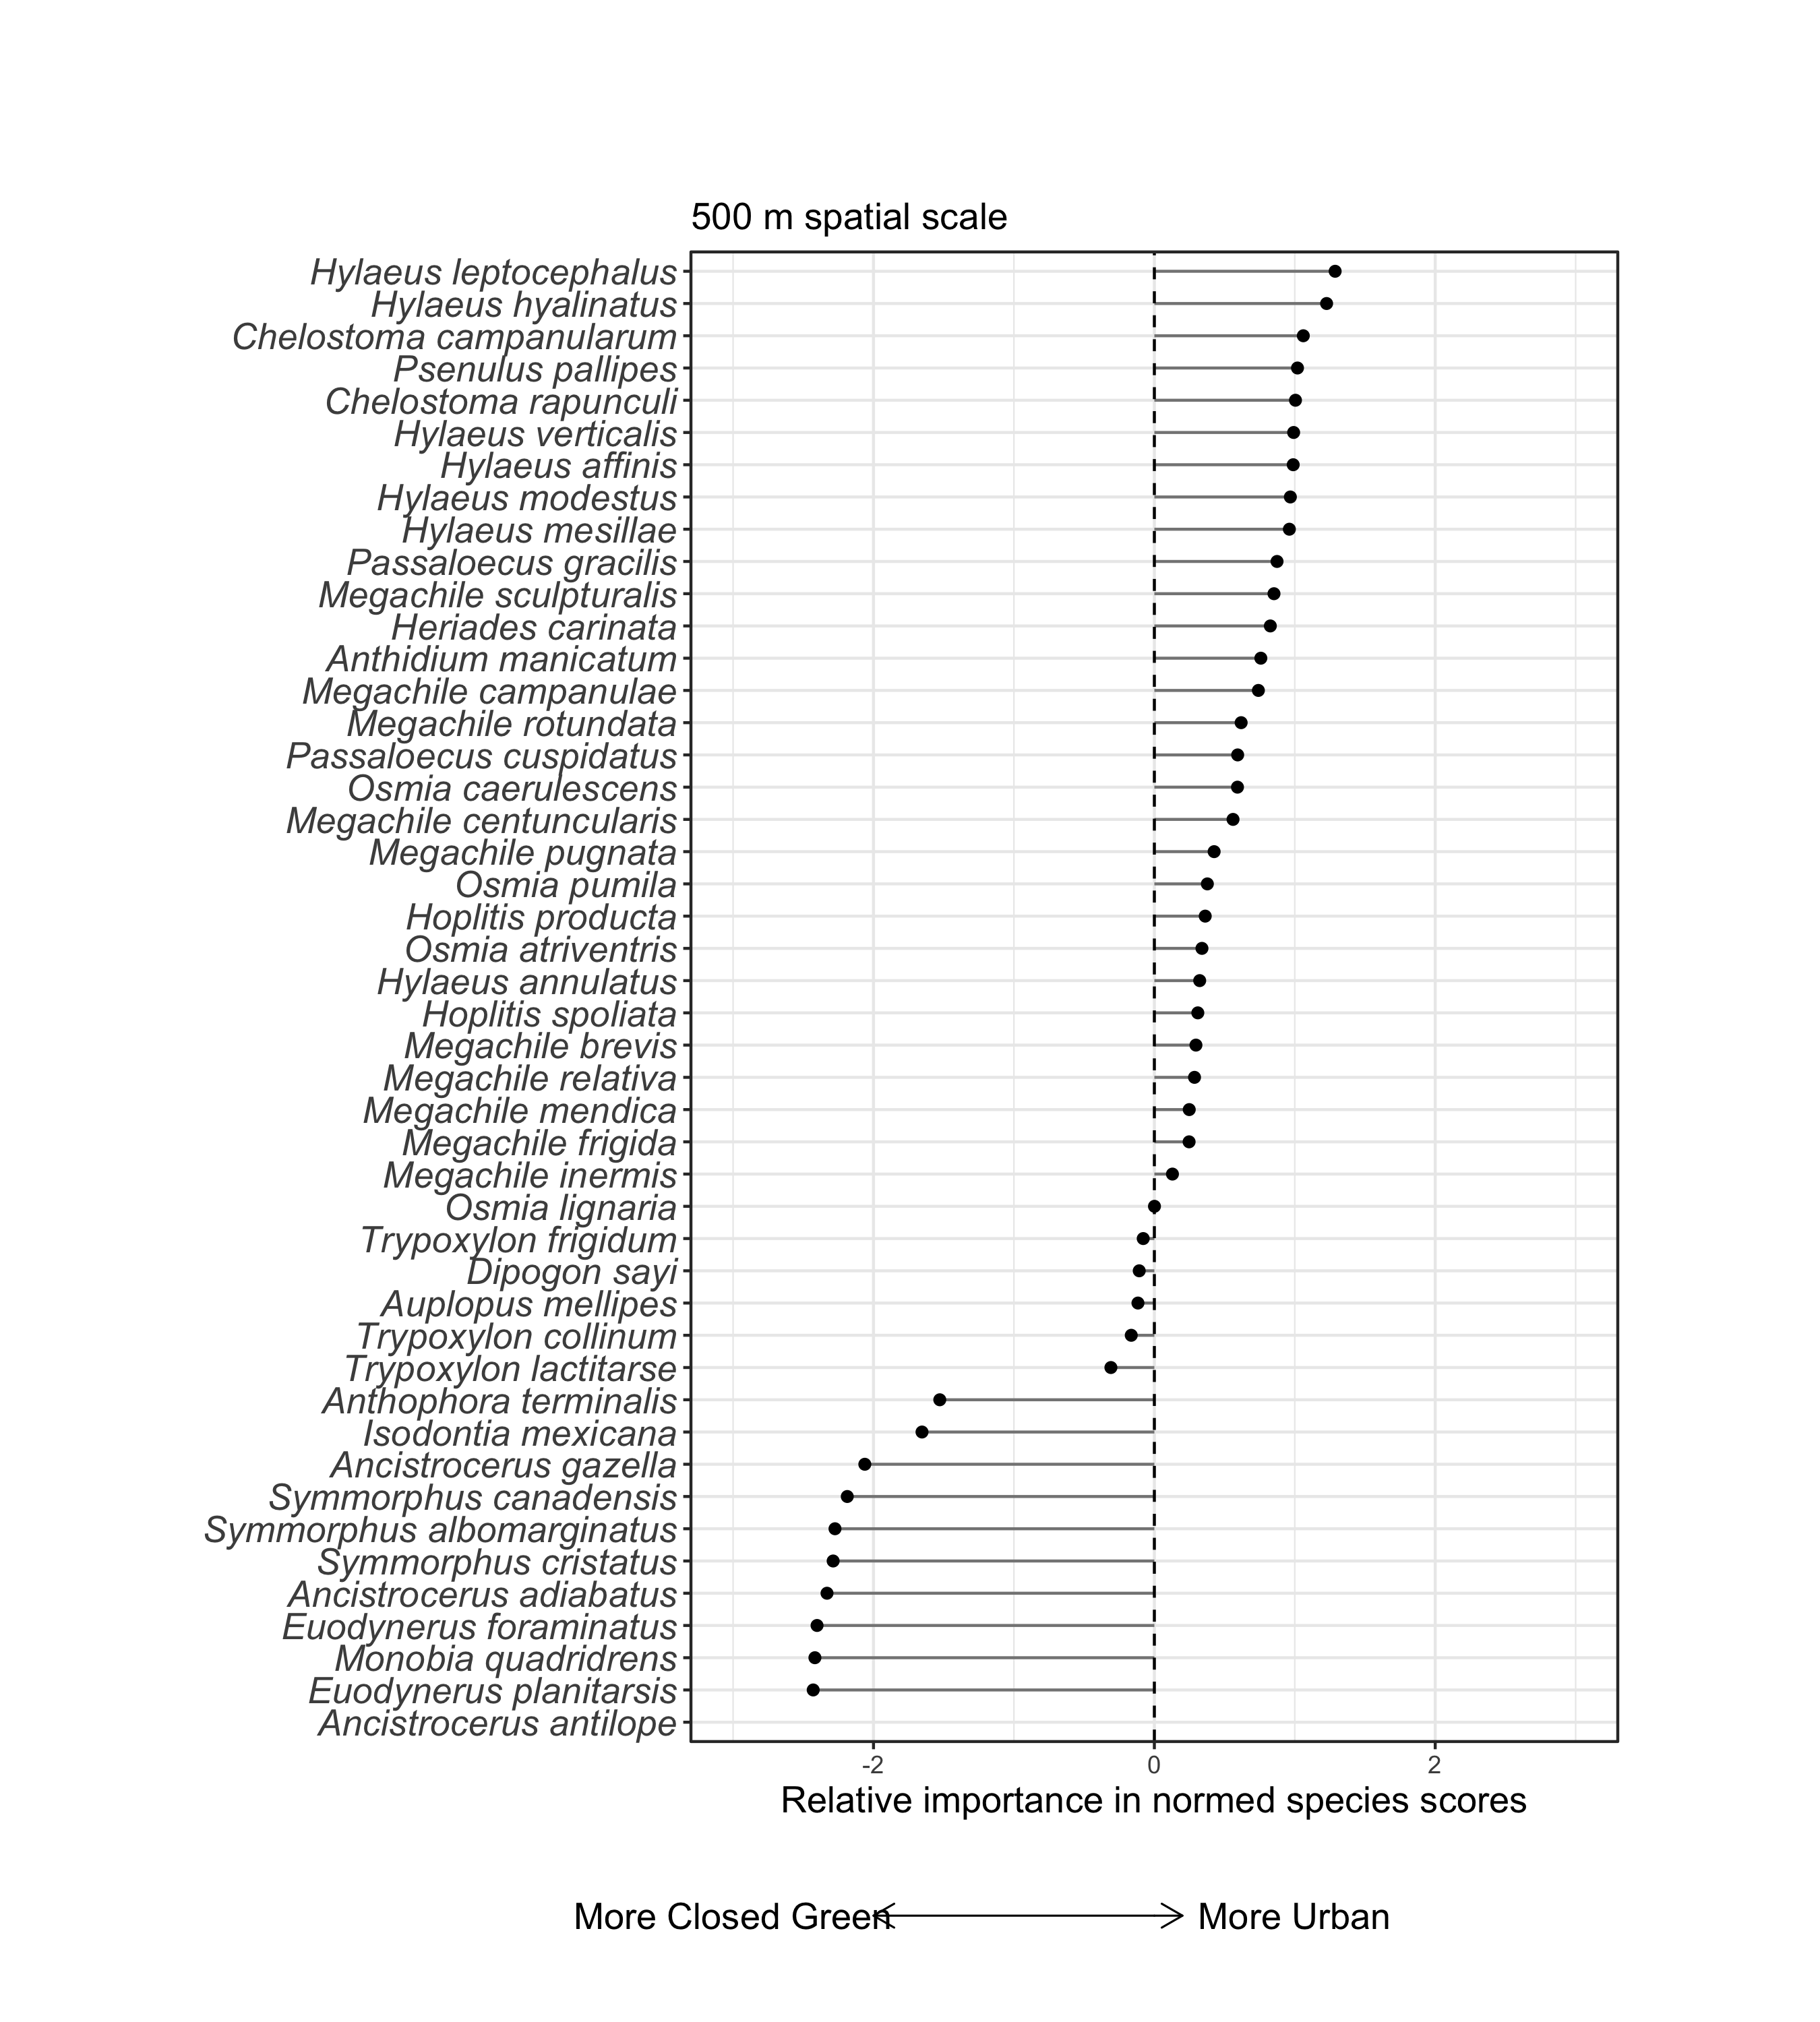 500 m spatial scale
Hylaeus leptocephalus
Hylaeus hyalinatus
Chelostoma campanularum
Psenulus pallipes
Chelostoma rapunculi
Hylaeus verticalis
Hylaeus affinis
Hylaeus modestus
Hylaeus mesillae
Passaloecus gracilis
Megachile sculpturalis
Heriades carinata
Anthidium manicatum
Megachile campanulae
Megachile rotundata
Passaloecus cuspidatus
Osmia caerulescens
Megachile centuncularis
Megachile pugnata
Osmia pumila
Hoplitis producta
Osmia atriventris
Hylaeus annulatus
Hoplitis spoliata
Megachile brevis
Megachile relativa
Megachile mendica
Megachile frigida
Megachile inermis
Osmia lignaria
Trypoxylon frigidum
Dipogon sayi
Auplopus mellipes
Trypoxylon collinum
Trypoxylon lactitarse
Anthophora terminalis
Isodontia mexicana
Ancistrocerus gazella
Symmorphus canadensis
Symmorphus albomarginatus
Symmorphus cristatus
Ancistrocerus adiabatus
Euodynerus foraminatus
Monobia quadridrens
Euodynerus planitarsis
Ancistrocerus antilope
-2 0 2
Relative importance in normed species scores
More Closed Green More Urban